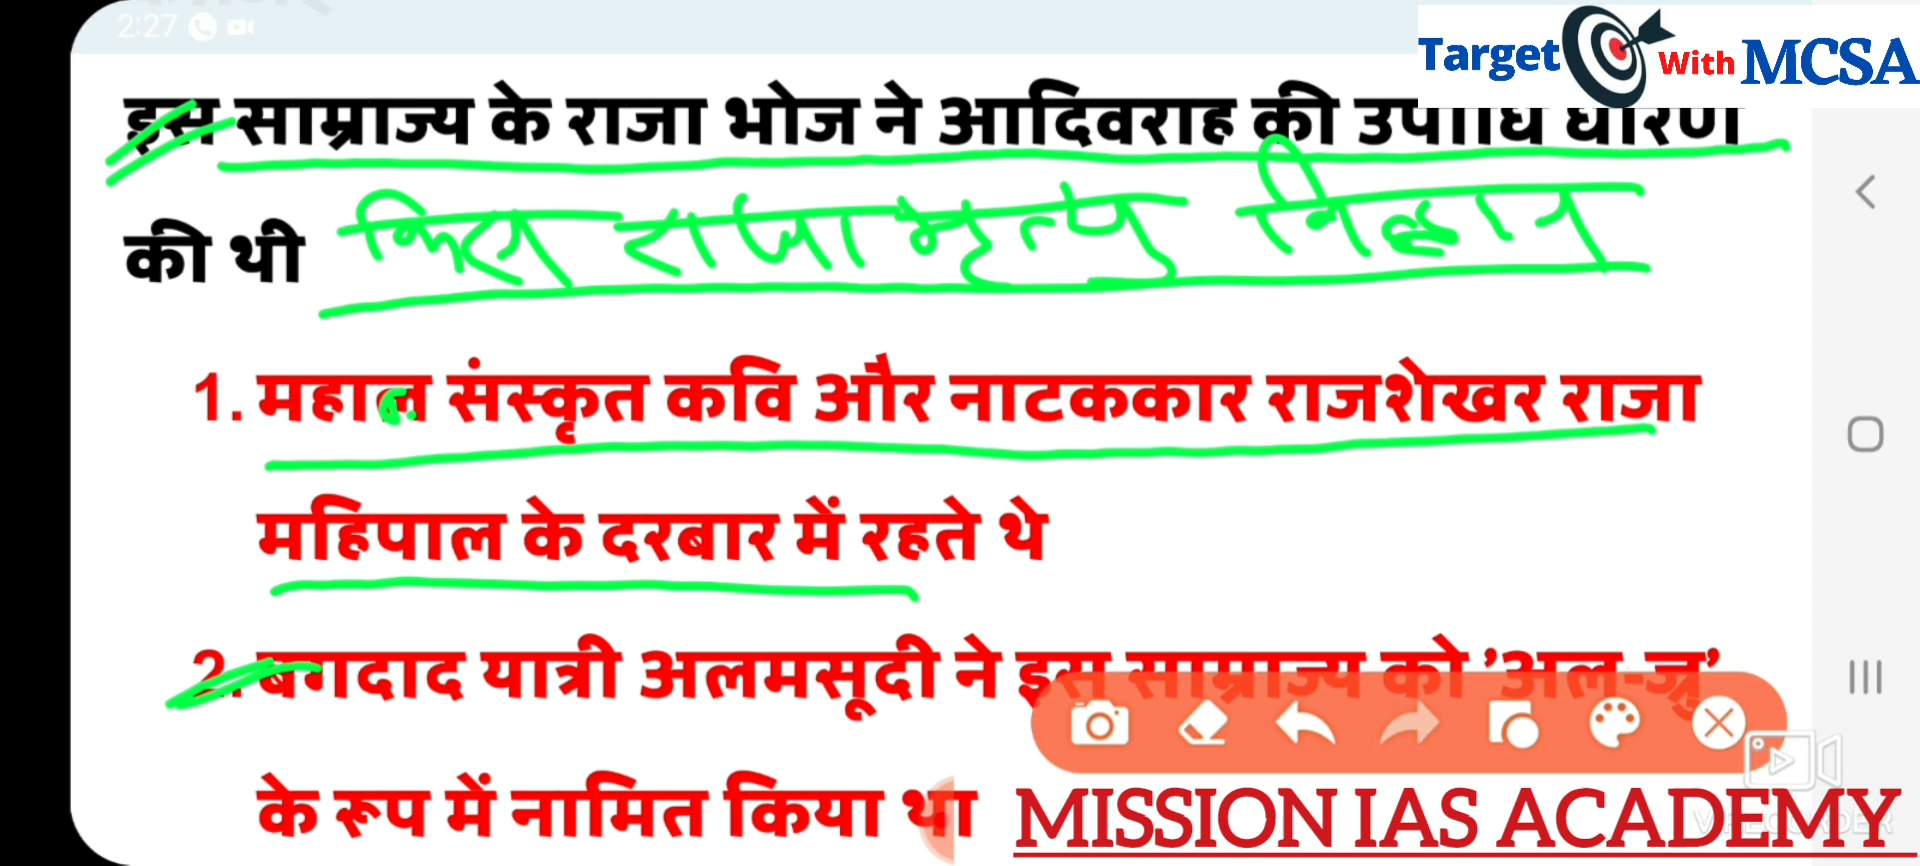 2:27
Target With MCSA
इस साम्राज्य के राजा भोज ने आदिवराह की उपाधि धारण
की थी किस राजा मृत्यु
1. महान संस्कृत कवि और नाटककार राजशेखर राजा
महिपाल के दरबार में रहते थे
2. बगदाद यात्री अलमसूदी ने इस साम्राज्य को 'अल-जुर्
के रूप में नामित किया था
MISSION IAS ACADEMY